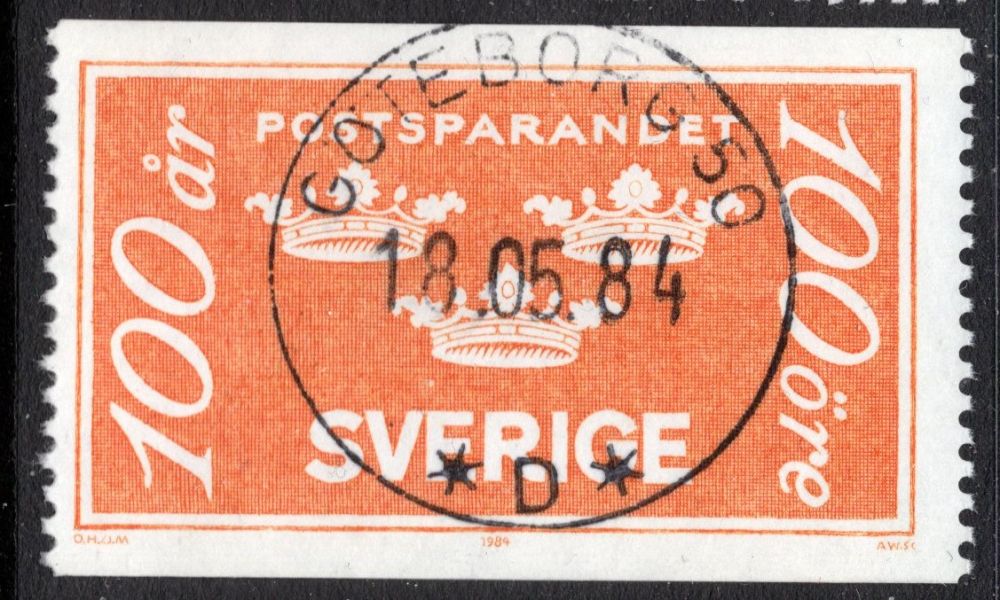 GÖTEBORG 50
POSTSPARANDET
100 år
100 öre
18.05.84
SVERIGE
* D *
O.H.J.M
1984
A.W.SC